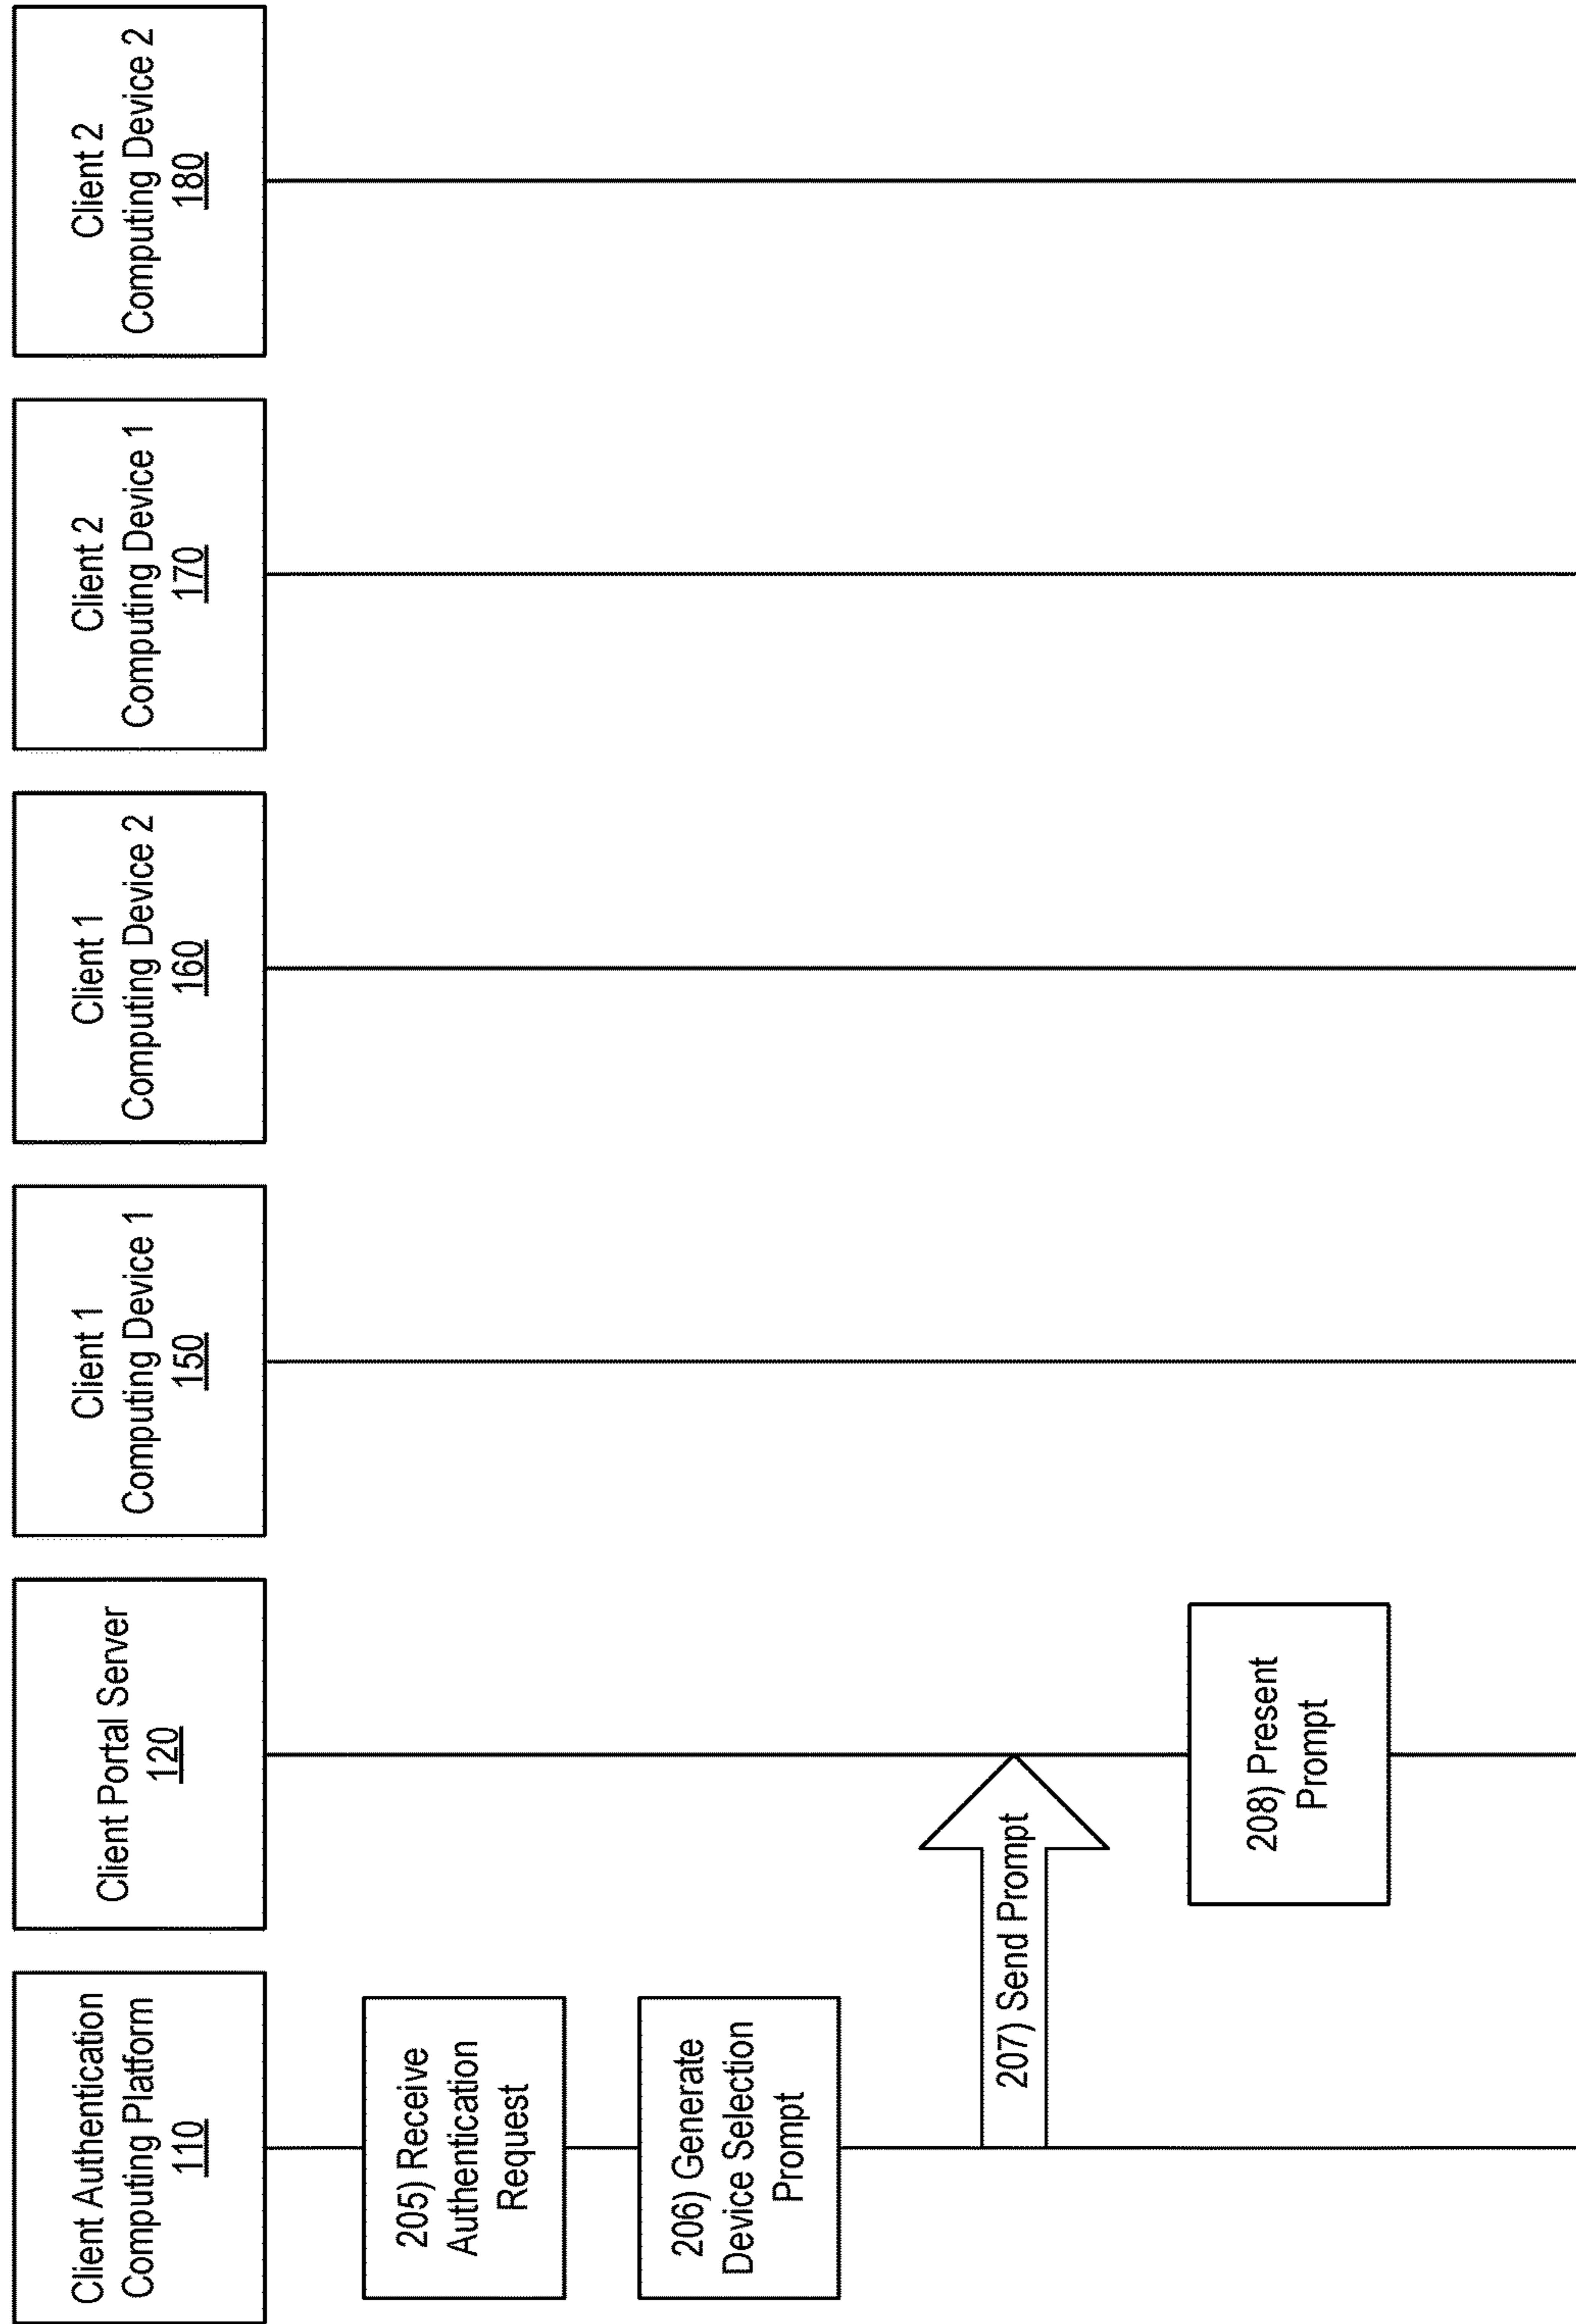 Client Authentication
Computing Platform
110
Client Portal Server
120
Client 1
Computing Device 1
150
Client 1
Computing Device 2
160
Client 2
Computing Device 1
170
Client 2
Computing Device 2
180
205) Receive
Authentication
Request
206) Generate
Device Selection
Prompt
207) Send Prompt
208) Present
Prompt